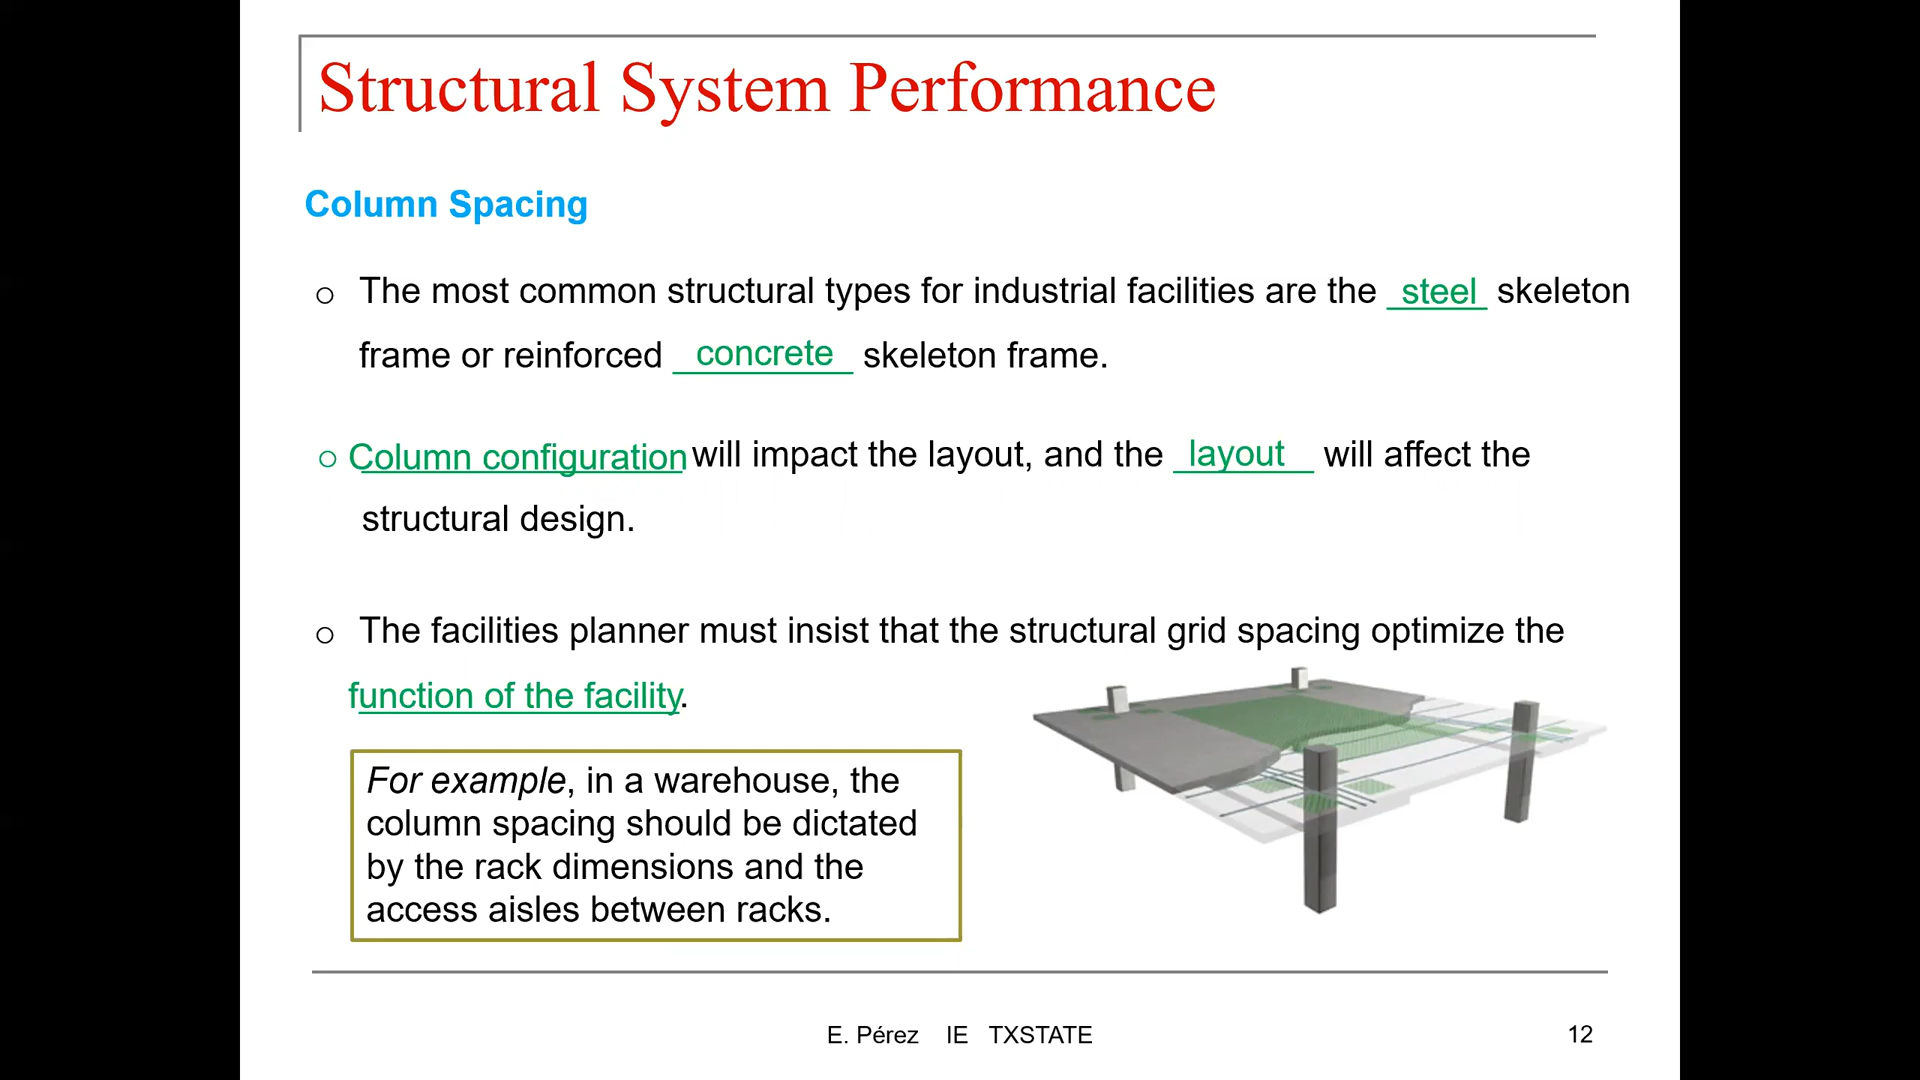 Structural System Performance
Column Spacing
○ The most common structural types for industrial facilities are the steel skeleton
frame or reinforced concrete skeleton frame.
○ Column configuration will impact the layout, and the layout will affect the
structural design.
○ The facilities planner must insist that the structural grid spacing optimize the
function of the facility.
For example, in a warehouse, the
column spacing should be dictated
by the rack dimensions and the
access aisles between racks.
E. Pérez IE TXSTATE 12